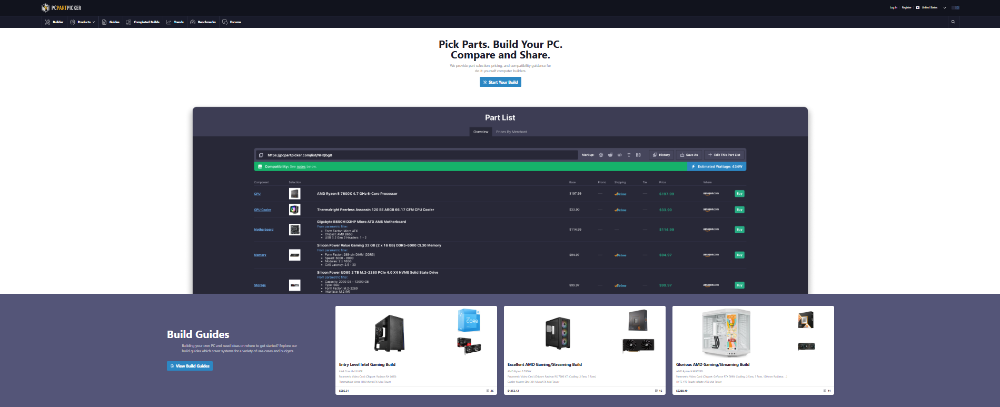 PCPARTPICKER
Log In Register United States
Builder Products Guides Completed Builds Trends Benchmarks Forums
Pick Parts. Build Your PC.
Compare and Share.
We provide part selection, pricing, and compatibility guidance for
do-it-yourself computer builders.
Start Your Build
Part List
Overview Prices By Merchant
https://pcpartpicker.com/list/NHQbgB Markup: </> T BB History Save As Edit This Part List
Compatibility: See notes below. Estimated Wattage: 434W
Component Selection Base Promo Shipping Tax Price Where
CPU AMD Ryzen 5 7600X 4.7 GHz 6-Core Processor $197.99 — Prime — $197.99 amazon.com Buy
CPU Cooler Thermalright Peerless Assassin 120 SE ARGB 66.17 CFM CPU Cooler $33.90 — Prime — $33.90 amazon.com Buy
Gigabyte B650M D3HP Micro ATX AM5 Motherboard
From parametric filter:
Motherboard $114.99 — — — $114.99 amazon.com Buy
• Form Factor: Micro ATX
• Chipset: AMD B650
• USB 3.2 Gen 2 Headers: 1 - 2
Silicon Power Value Gaming 32 GB (2 x 16 GB) DDR5-6000 CL30 Memory
From parametric filter:
Memory $94.97 — Prime — $94.97 amazon.com Buy
• Form Factor: 288-pin DIMM (DDR5)
• Speed: 6000 - 8000
• Modules: 2 x 16GB
• CAS Latency: 2.5 - 30
Silicon Power UD85 2 TB M.2-2280 PCIe 4.0 X4 NVME Solid State Drive
From parametric filter:
• Capacity: 2000 GB - 12000 GB
• Type: SSD
Storage $99.97 — Prime — $99.97 amazon.com Buy
• Form Factor: M.2-2280
• Interface: M.2 (M)
Build Guides
Building your own PC and need ideas on where to get started? Explore our
build guides which cover systems for a variety of use-cases and budgets.
View Build Guides
intel CORE i3
Entry Level Intel Gaming Build
Intel Core i3-13100F
Parametric Video Card (Chipset: Radeon RX 6600)
Thermaltake Versa H18 MicroATX Mini Tower
$586.31 26
5
Excellent AMD Gaming/Streaming Build
AMD Ryzen 5 7600X
Parametric Video Card (Chipset: Radeon RX 7800 XT; Cooling: 2 Fans, 3 Fans)
Cooler Master Elite 301 MicroATX Mid Tower
$1253.12 16
Glorious AMD Gaming/Streaming Build
AMD Ryzen 9 9950X3D
Parametric Video Card (Chipset: GeForce RTX 5090; Cooling: 2 Fans, 3 Fans, 120 mm Radiator ...)
HYTE Y70 Touch Infinite ATX Mid Tower
$5280.49 41